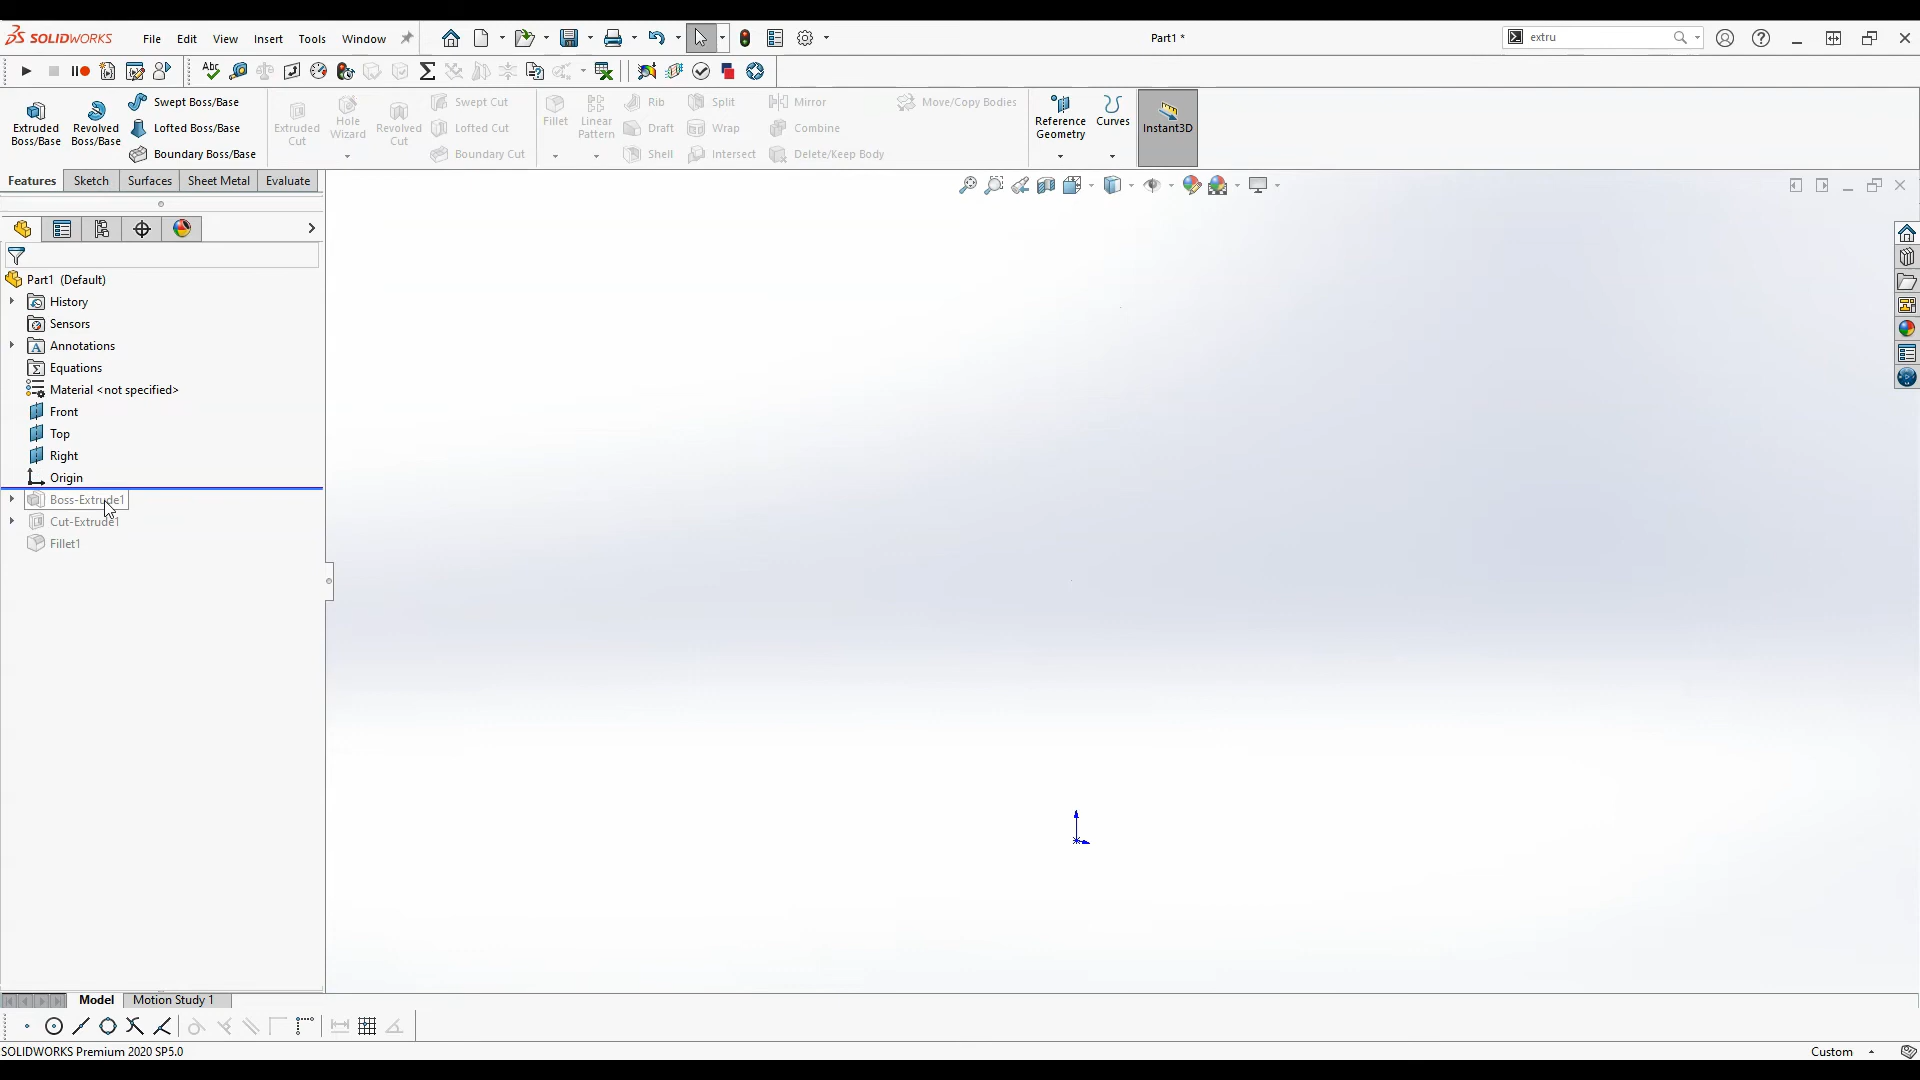 SOLIDWORKS File Edit View Insert Tools Window Part1 * extru
Abc
Extruded Boss/Base
Revolved Boss/Base
Swept Boss/Base
Lofted Boss/Base
Boundary Boss/Base
Extruded Cut
Hole Wizard
Revolved Cut
Swept Cut
Lofted Cut
Boundary Cut
Fillet
Linear Pattern
Rib
Draft
Shell
Split
Wrap
Intersect
Mirror
Combine
Delete/Keep Body
Move/Copy Bodies
Reference Geometry
Curves
Instant3D
Features Sketch Surfaces Sheet Metal Evaluate
Part1 (Default)
History
Sensors
Annotations
Equations
Material <not specified>
Front
Top
Right
Origin
Boss-Extrude1
Cut-Extrude1
Fillet1
Model Motion Study 1
SOLIDWORKS Premium 2020 SP5.0 Custom